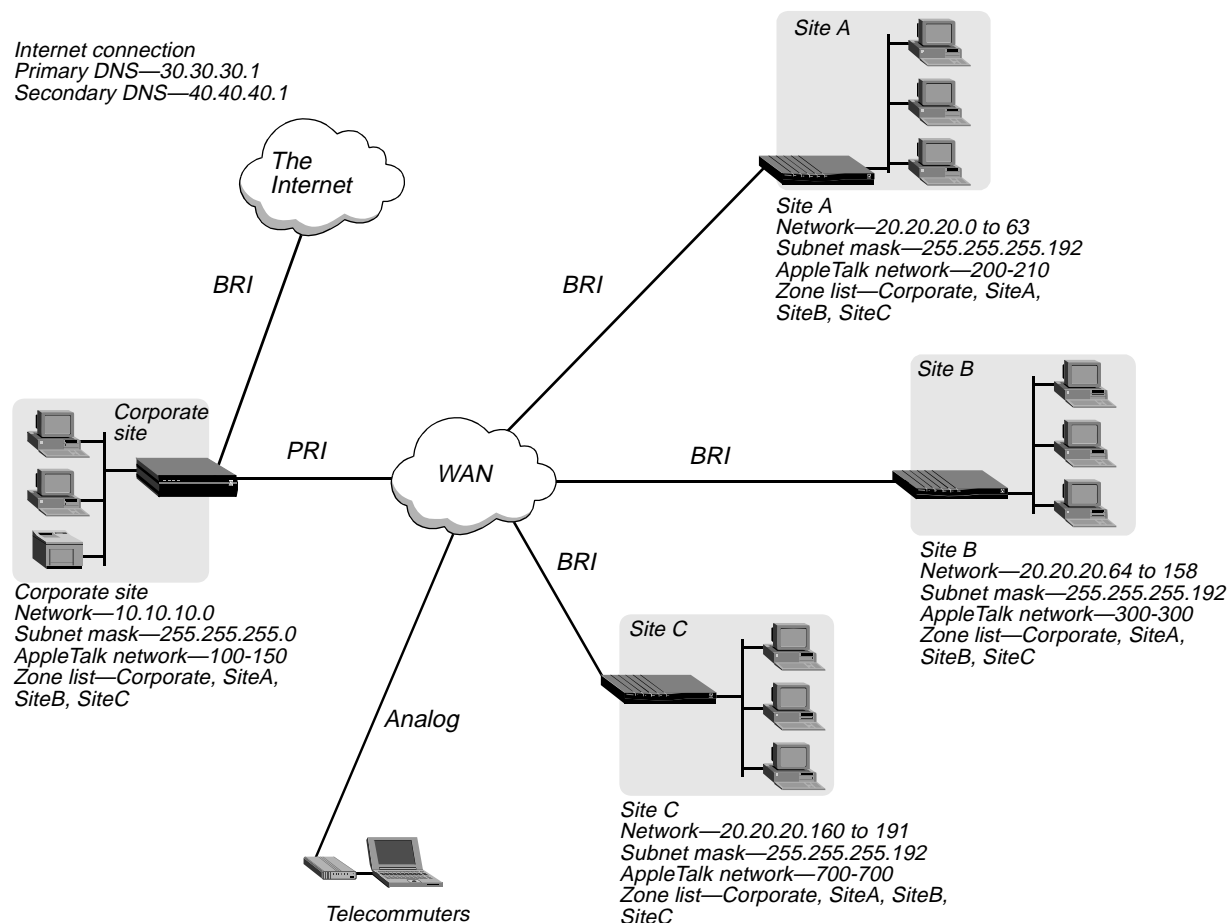 Internet connection
Primary DNS—30.30.30.1
Secondary DNS—40.40.40.1
The
Internet
BRI
Site A
Site A
Network—20.20.20.0 to 63
Subnet mask—255.255.255.192
AppleTalk network—200-210
Zone list—Corporate, SiteA,
SiteB, SiteC
BRI
Corporate
site
PRI
WAN
BRI
Site B
Site B
Network—20.20.20.64 to 158
Subnet mask—255.255.255.192
AppleTalk network—300-300
Zone list—Corporate, SiteA,
SiteB, SiteC
Corporate site
Network—10.10.10.0
Subnet mask—255.255.255.0
AppleTalk network—100-150
Zone list—Corporate, SiteA,
SiteB, SiteC
BRI
Site C
Site C
Network—20.20.20.160 to 191
Subnet mask—255.255.255.192
AppleTalk network—700-700
Zone list—Corporate, SiteA, SiteB,
SiteC
Analog
Telecommuters